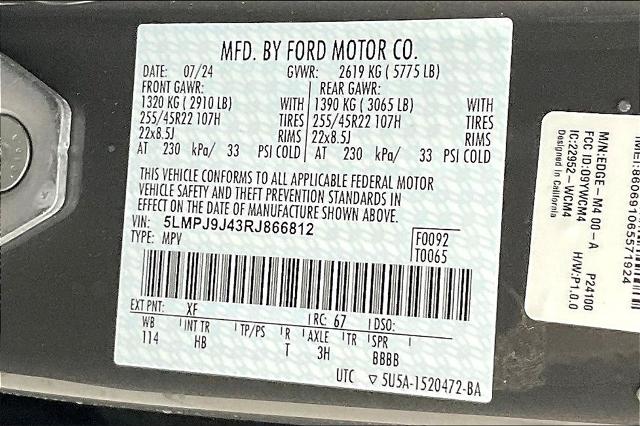 MFD. BY FORD MOTOR CO.
DATE: 07/24 GVWR: 2619 KG ( 5775 LB)
FRONT GAWR: REAR GAWR:
1320 KG ( 2910 LB) WITH 1390 KG ( 3065 LB) WITH
255/45R22 107H TIRES 255/45R22 107H TIRES
22x8.5J RIMS 22x8.5J RIMS
AT 230 kPa/ 33 PSI COLD AT 230 kPa/ 33 PSI COLD
THIS VEHICLE CONFORMS TO ALL APPLICABLE FEDERAL MOTOR
VEHICLE SAFETY AND THEFT PREVENTION STANDARDS IN
EFFECT ON THE DATE OF MANUFACTURE SHOWN ABOVE.
VIN: 5LMPJ9J43RJ866812
TYPE: MPV
F0092
T0065
EXT PNT: XF RC: 67 DSO:
WB INT TR TP/PS R AXLE TR SPR
114 HB T 3H BBBB
UTC ▽ 5U5A-1520472-BA
IMEI:860691065571924
MIN:EDGE-M4 00-A P24100
FCC ID:09YWCM4 H/W:P1.0.0
IC:22952-WCM4
Designed in California